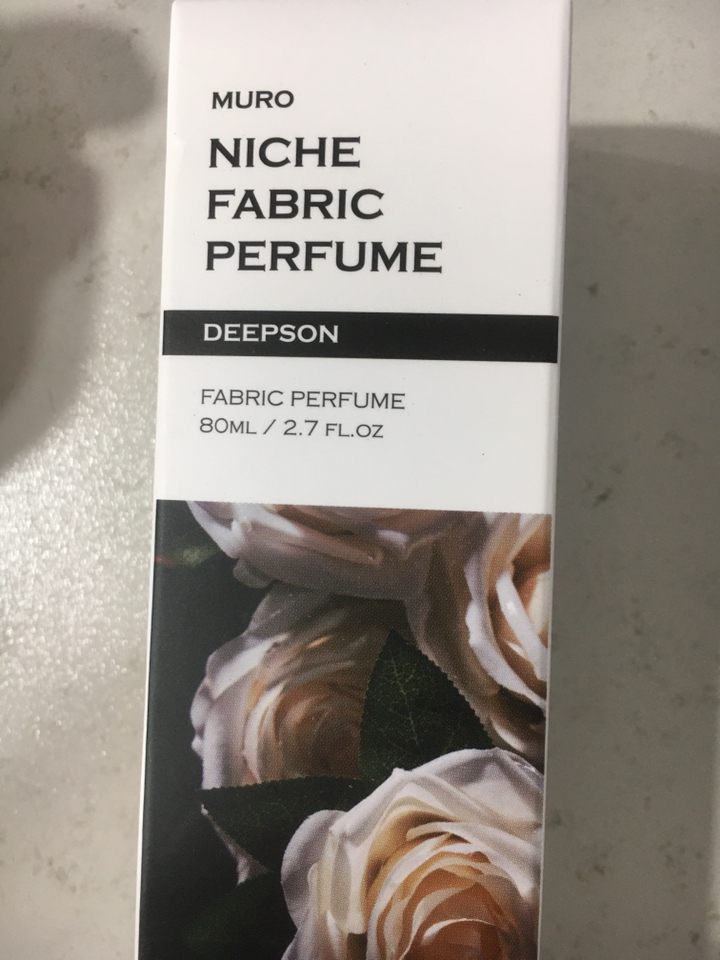 MURO
NICHE
FABRIC
PERFUME
DEEPSON
FABRIC PERFUME
80ML / 2.7 FL.OZ